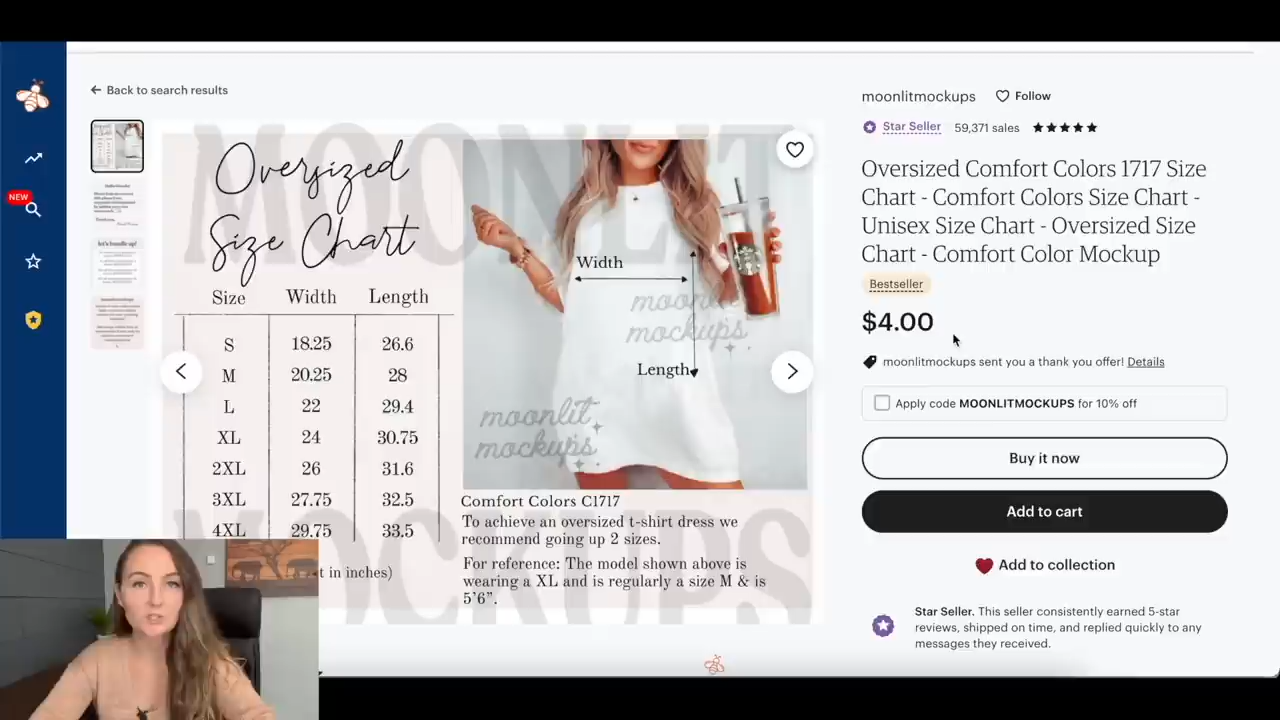 NEW
Back to search results
moonlitmockups
Follow
Star Seller
59,371 sales
Oversized Comfort Colors 1717 Size
Chart - Comfort Colors Size Chart -
Unisex Size Chart - Oversized Size
Chart - Comfort Color Mockup
Bestseller
$4.00
moonlitmockups sent you a thank you offer! Details
Apply code MOONLITMOCKUPS for 10% off
Buy it now
Add to cart
Add to collection
Star Seller. This seller consistently earned 5-star
reviews, shipped on time, and replied quickly to any
messages they received.
MOONLIT
MOCKUPS
Oversized
Size Chart
Size Width Length
S 18.25 26.6
M 20.25 28
L 22 29.4
XL 24 30.75
2XL 26 31.6
3XL 27.75 32.5
4XL 29.75 33.5
in inches)
Width
Length
moonlit
mockups
moonlit
mockups
Comfort Colors C1717
To achieve an oversized t-shirt dress we
recommend going up 2 sizes.
For reference: The model shown above is
wearing a XL and is regularly a size M & is
5'6”.
let's bundle up!